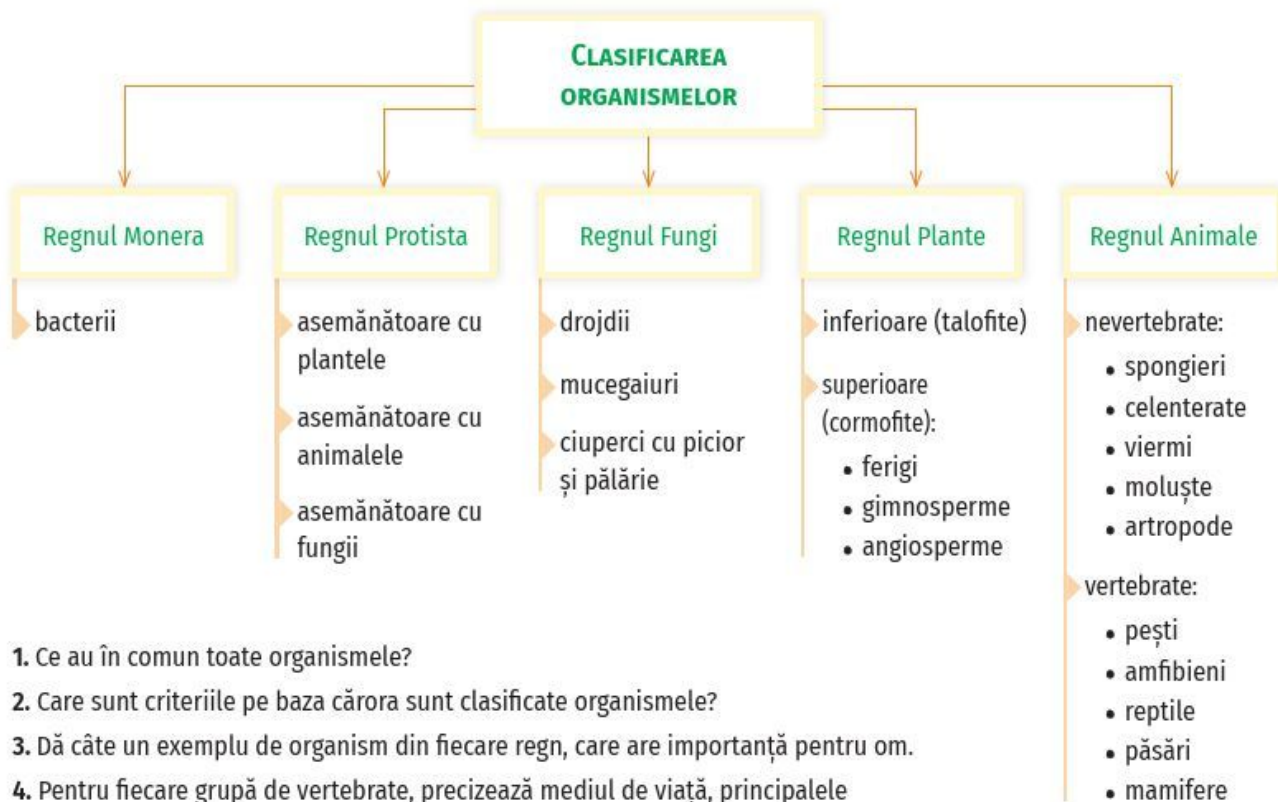 CLASIFICAREA
ORGANISMELOR
Regnul Monera
bacterii
Regnul Protista
asemănătoare cu
plantele
asemănătoare cu
animalele
asemănătoare cu
fungii
Regnul Fungi
drojdii
mucegaiuri
ciuperci cu picior
și pălărie
Regnul Plante
inferioare (talofite)
superioare
(cormofite):
• ferigi
• gimnosperme
• angiosperme
Regnul Animale
nevertebrate:
• spongieri
• celenterate
• viermi
• moluște
• artropode
vertebrate:
• pești
• amfibieni
• reptile
• păsări
• mamifere
1. Ce au în comun toate organismele?
2. Care sunt criteriile pe baza cărora sunt clasificate organismele?
3. Dă câte un exemplu de organism din fiecare regn, care are importanță pentru om.
4. Pentru fiecare grupă de vertebrate, precizează mediul de viață, principalele